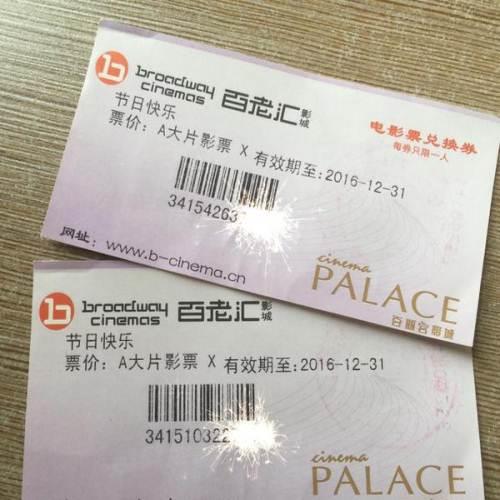 broadway cinemas 百老汇影城
电影票兑换券
每券只限一人
节日快乐
票价: A大片影票 X 有效期至: 2016-12-31
34154263
网址: www.b-cinema.cn
cinema
PALACE
百丽宫影城
broadway cinemas 百老汇影城
节日快乐
票价: A大片影票 X 有效期至: 2016-12-31
341510322
cinema
PALACE